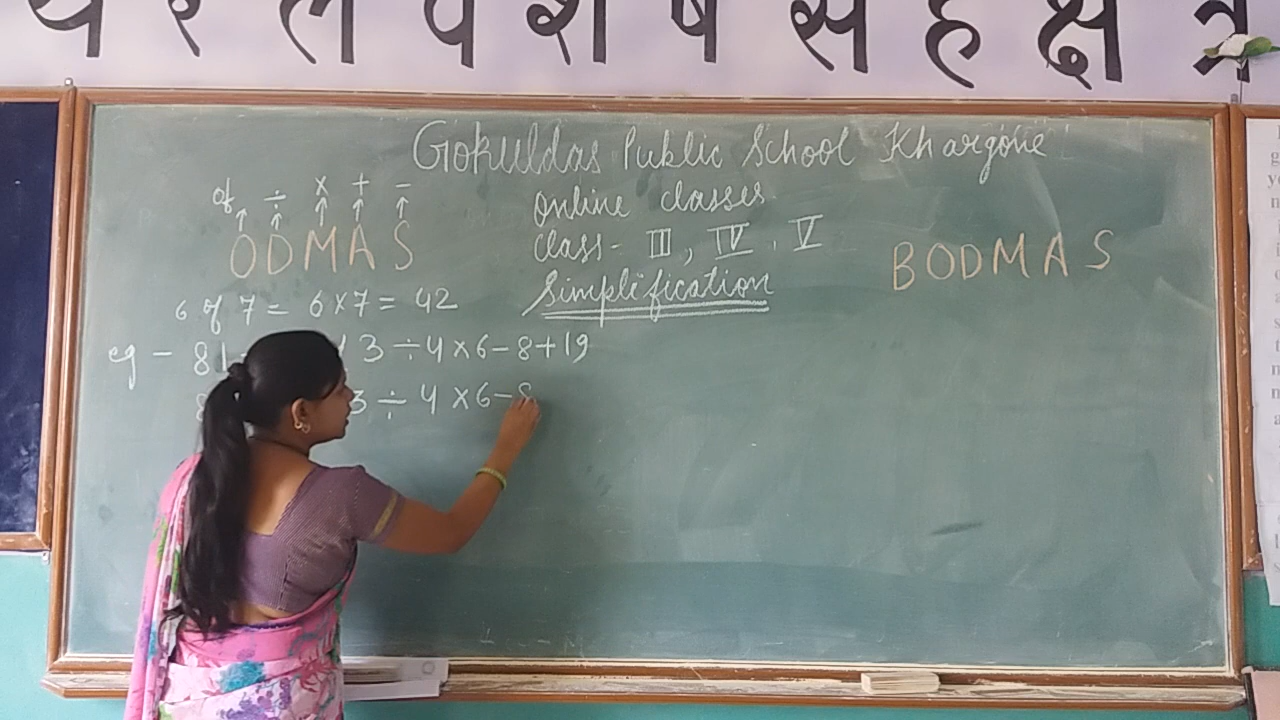 य र ल व श ष स ह क्ष त्र
Gokuldas Public School Khargone
Online classes.
Class- III, IV, V
Simplification
of ÷ × + -
↑ ↑ ↑ ↑ ↑
O D M A S
BODMAS
6 of 7 = 6×7 = 42
eg - 81 3 ÷ 4 × 6 - 8 + 19
3 ÷ 4 × 6 - 8